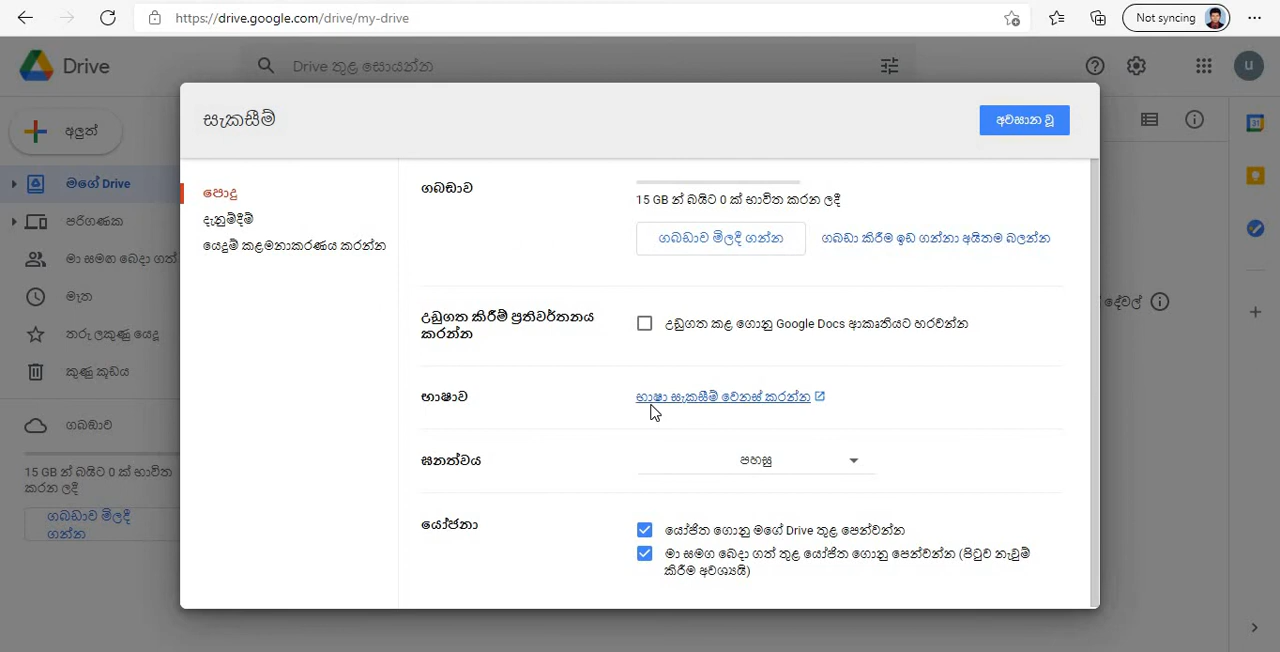 https://drive.google.com/drive/my-drive
Not syncing
Drive
Drive තුළ සොයන්න
u
අලුත්
මගේ Drive
පරිගණක
මා සමඟ බෙදා ගත්
මෑත
තරු ලකුණු යෙදූ
කුණු කූඩය
ගබඩාව
15 GB න් බයිට 0 ක් භාවිත
කරන ලදී
ගබඩාව මිලදී
ගන්න
සැකසීම්
අවසාන වූ
පොදු
දැනුම්දීම්
යෙදුම් කළමනාකරණය කරන්න
ගබඩාව
15 GB න් බයිට 0 ක් භාවිත කරන ලදී
ගබඩාව මිලදී ගන්න
ගබඩා කිරීම ඉඩ ගන්නා අයිතම බලන්න
උඩුගත කිරීම් ප්‍රතිවර්තනය
කරන්න
උඩුගත කළ ගොනු Google Docs ආකෘතියට හරවන්න
භාෂාව
භාෂා සැකසීම් වෙනස් කරන්න
ඝනත්වය
පහසු
යෝජනා
යෝජිත ගොනු මගේ Drive තුළ පෙන්වන්න
මා සමග බෙදා ගත් තුළ යෝජිත ගොනු පෙන්වන්න (පිටුව නැවුම්
කිරීම අවශ්‍යයි)
දේවල්
31